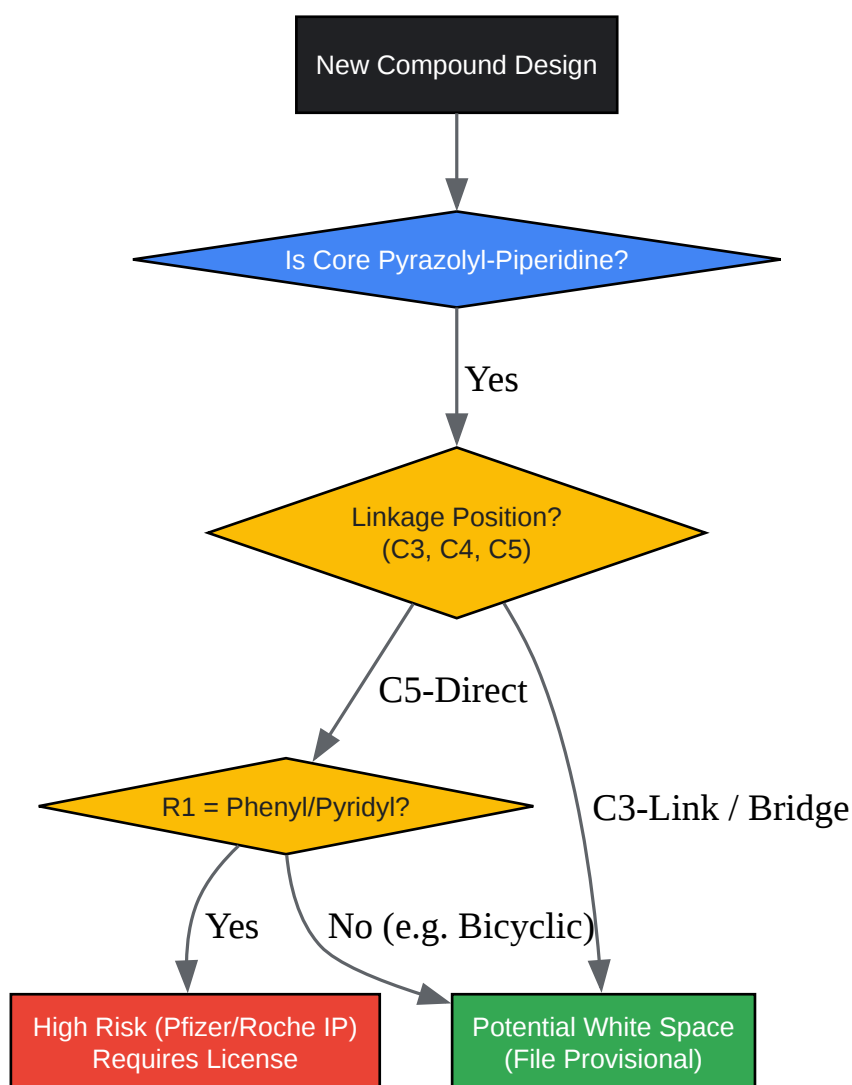 New Compound Design
Is Core Pyrazolyl-Piperidine?
Yes
Linkage Position?
(C3, C4, C5)
C5-Direct
R1 = Phenyl/Pyridyl?
C3-Link / Bridge
Yes
No (e.g. Bicyclic)
High Risk (Pfizer/Roche IP)
Requires License
Potential White Space
(File Provisional)